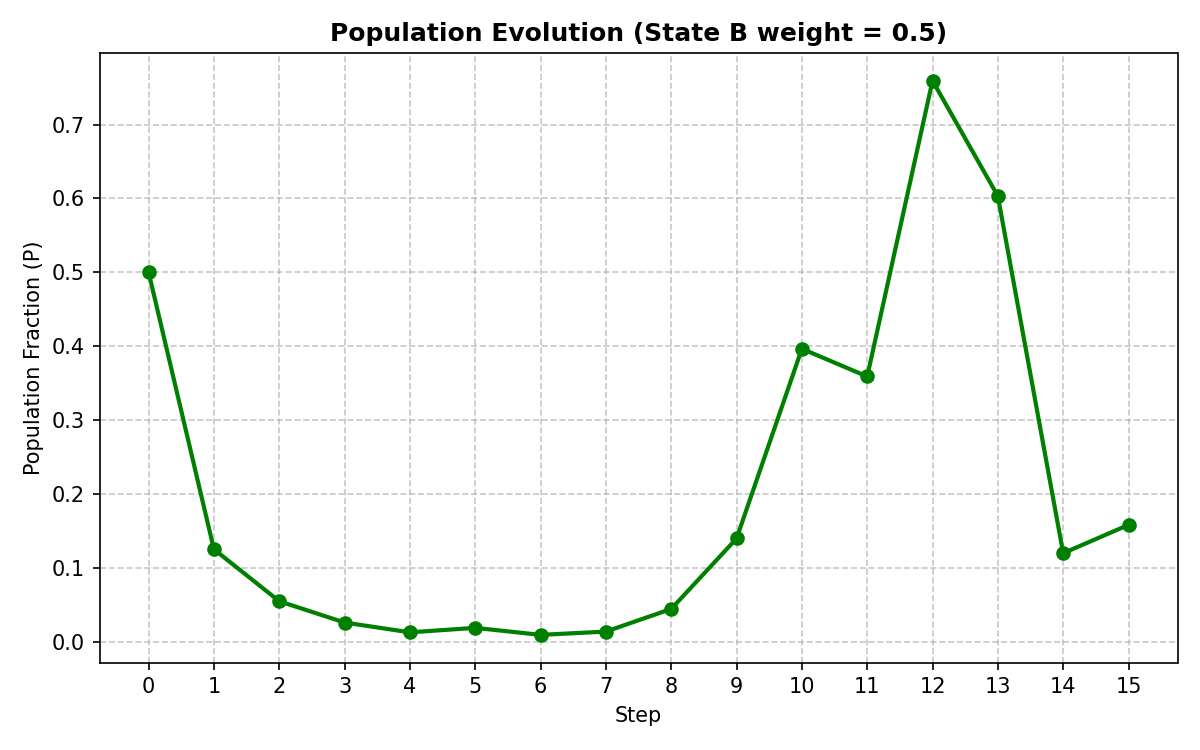 Population Evolution (State B weight = 0.5)
Population Fraction (P)
0.7
0.6
0.5
0.4
0.3
0.2
0.1
0.0
0 1 2 3 4 5 6 7 8 9 10 11 12 13 14 15
Step